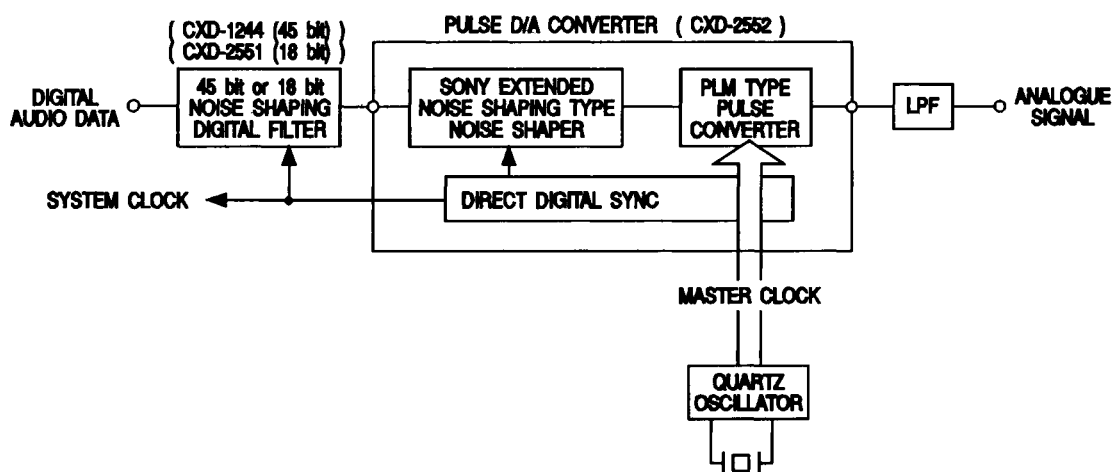 ( CXD-1244 (45 bit) )
( CXD-2551 (18 bit) )
PULSE D/A CONVERTER ( CXD-2552 )
DIGITAL
AUDIO DATA
45 bit or 18 bit
NOISE SHAPING
DIGITAL FILTER
SONY EXTENDED
NOISE SHAPING TYPE
NOISE SHAPER
PLM TYPE
PULSE
CONVERTER
LPF
ANALOGUE
SIGNAL
SYSTEM CLOCK
DIRECT DIGITAL SYNC
MASTER CLOCK
QUARTZ
OSCILLATOR